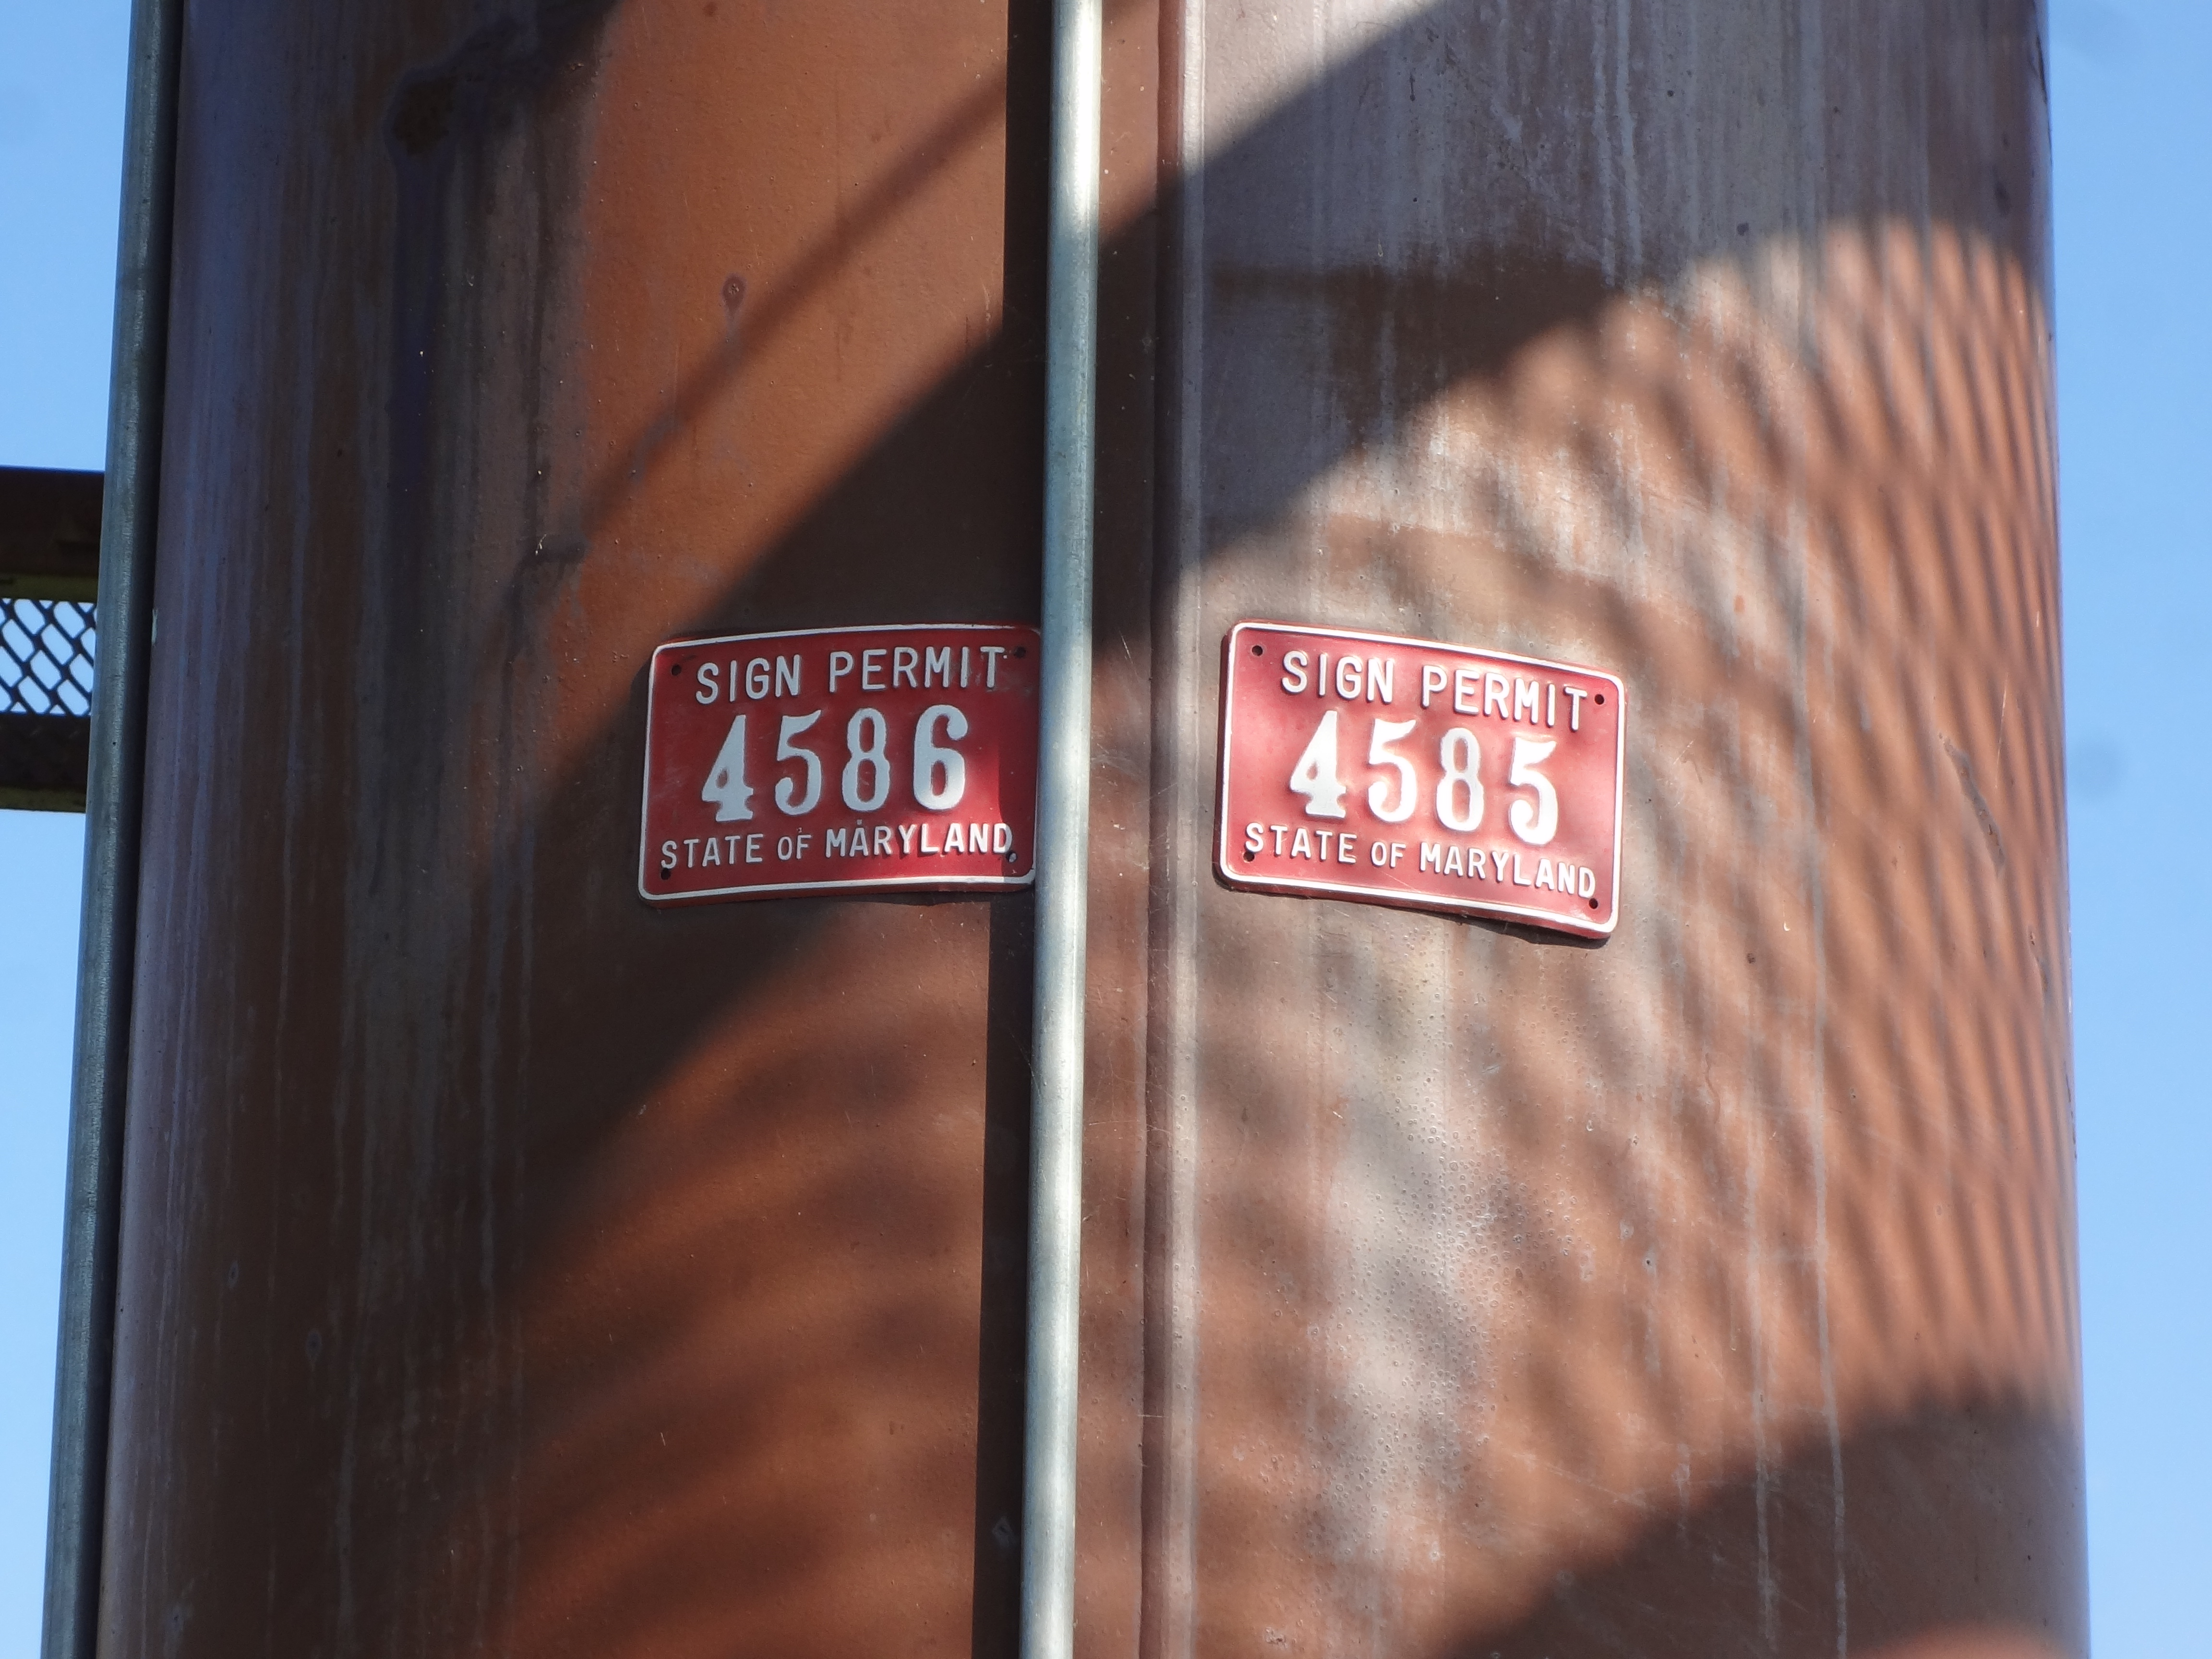 SIGN PERMIT
4586
STATE OF MARYLAND
SIGN PERMIT
4585
STATE OF MARYLAND